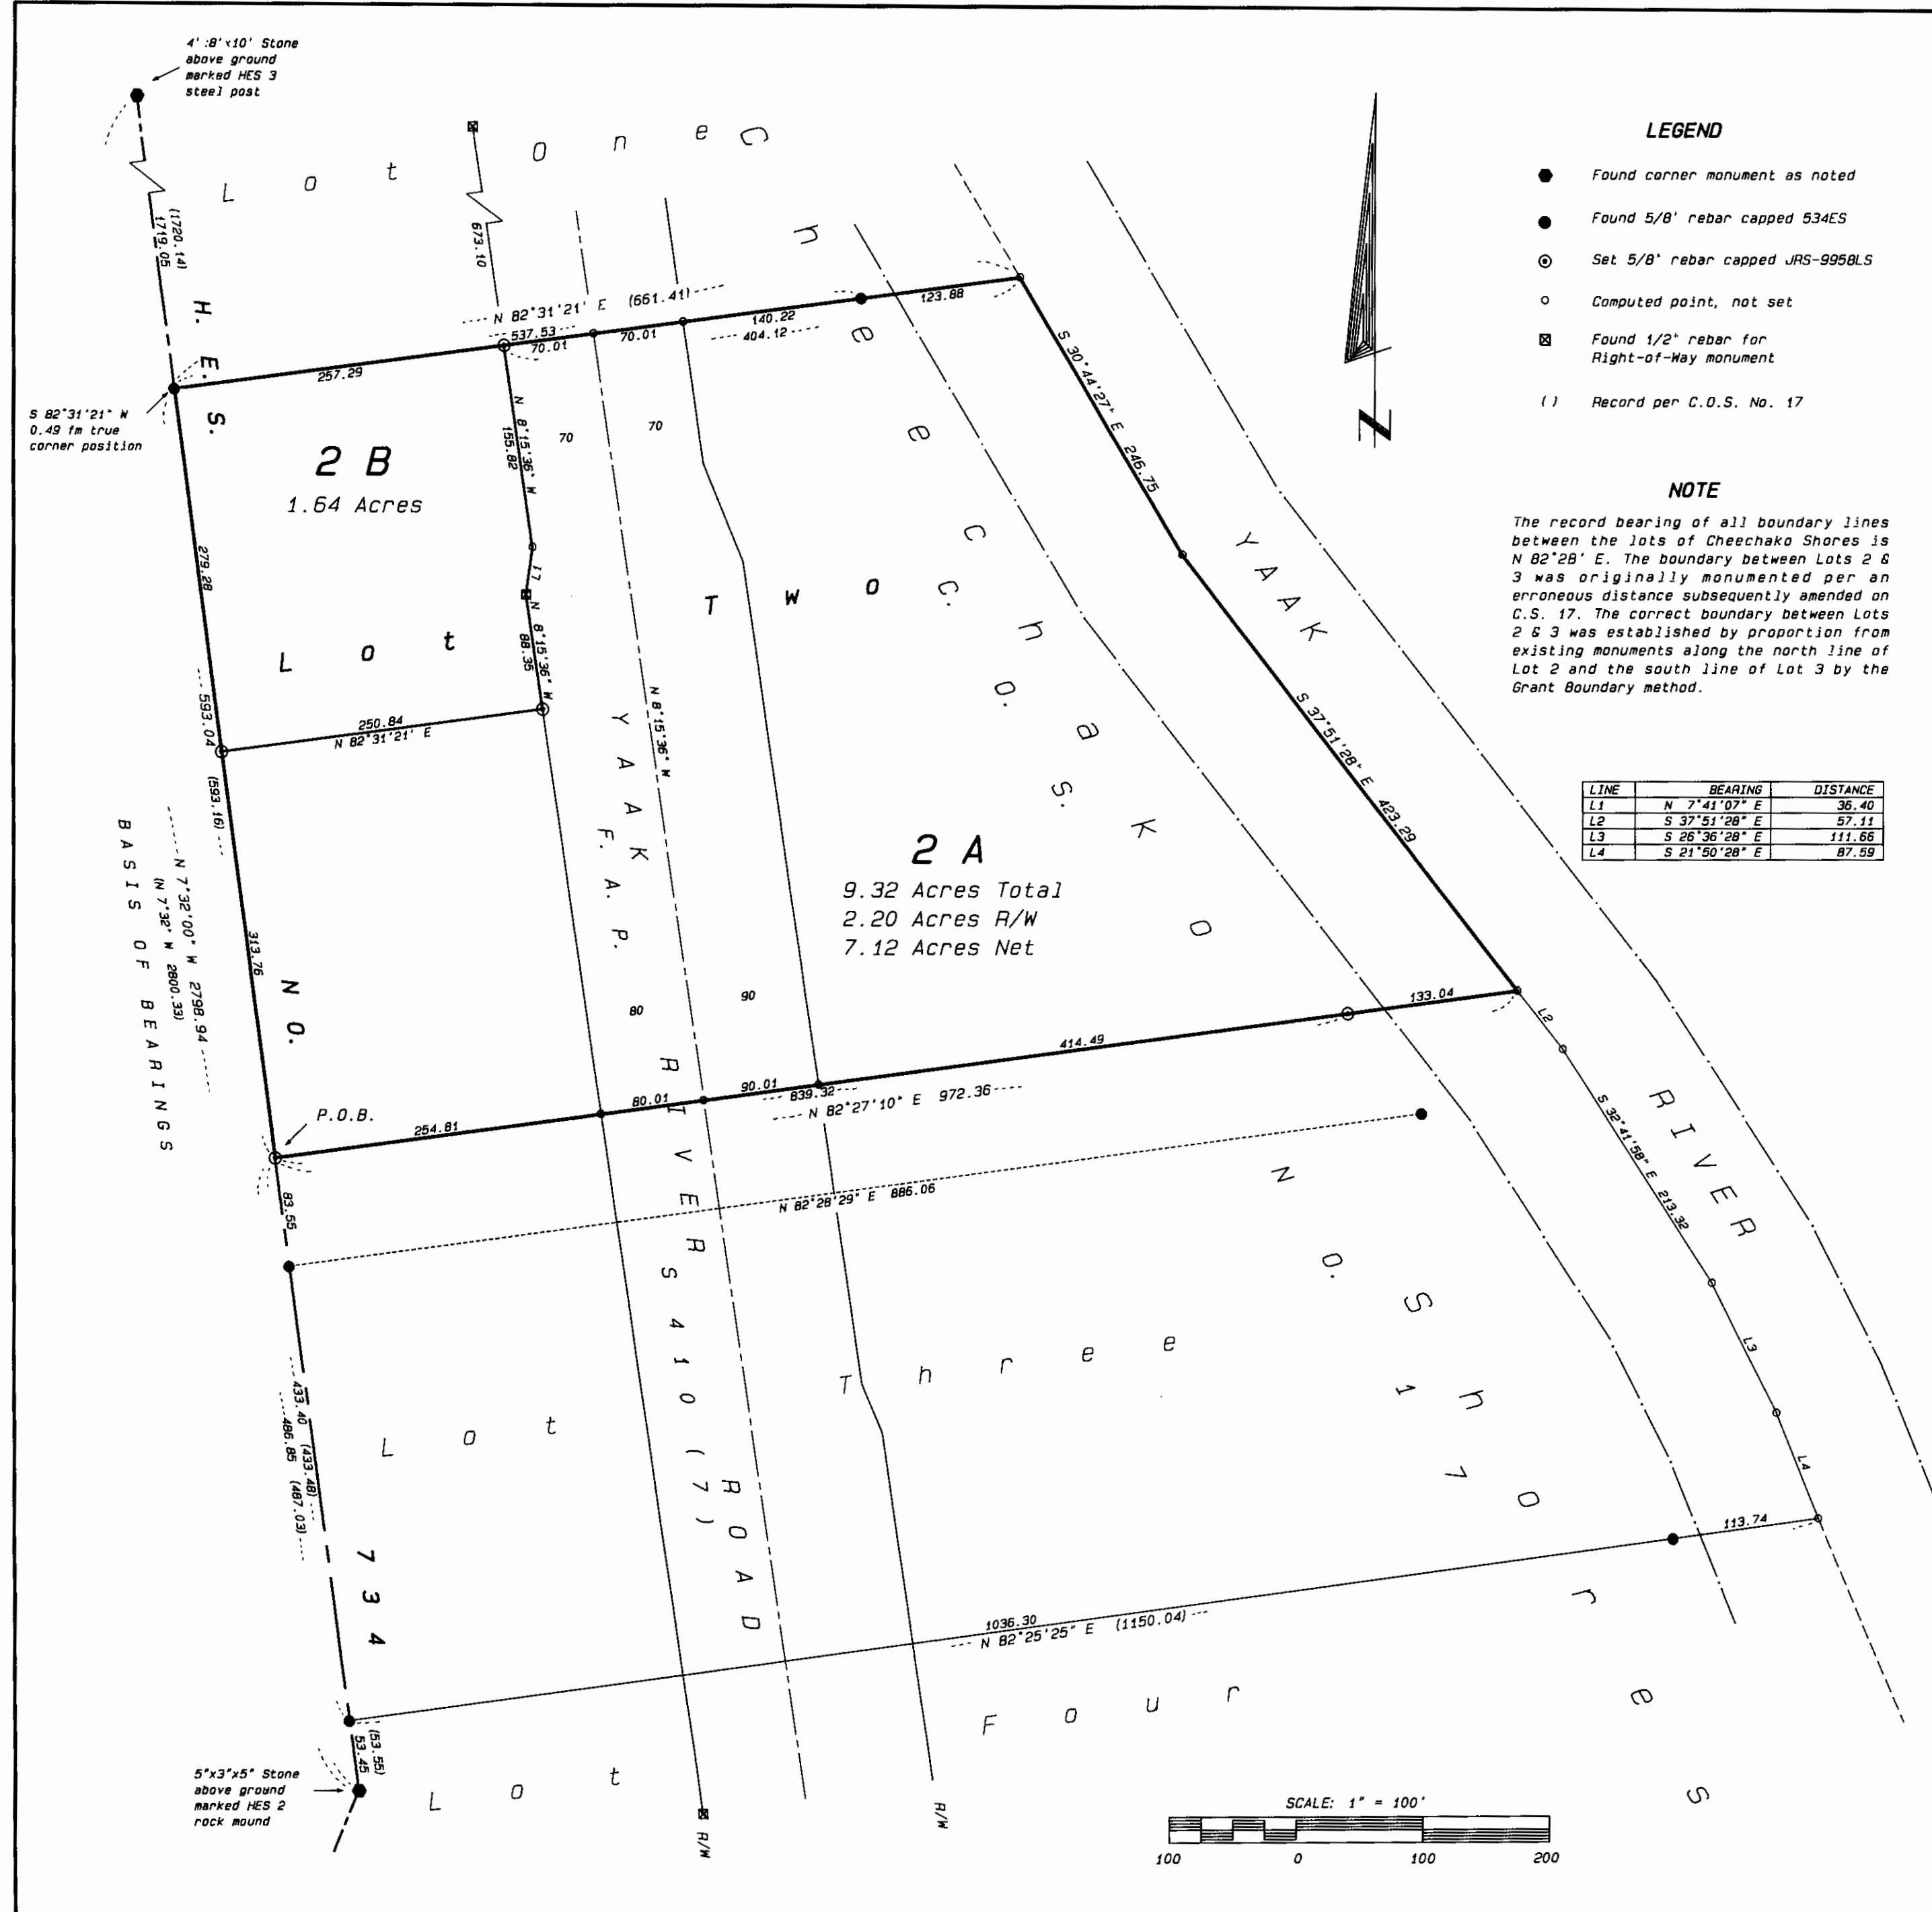 4' :8'x10' Stone
above ground
marked HES 3
steel post
Lot One
(1720.14)
1719.05
673.10
N 82°31'21' E (661.41)
537.53
70.01
70.01
140.22
404.12
123.88
257.29
S 82°31'21" W
0.49 fm true
corner position
H. E. S. NO. 734
2 B
1.64 Acres
N 8°15'36" W
155.82
70
70
L7
N 8°15'36" W
88.35
279.28
593.04
(593.16)
250.84
N 82°31'21' E
Lot Two
N 8°15'36" W
S 30°44'27" E 246.75
S 37°51'28" E 423.29
YAAK RIVER
Cheechako Shores
C. O. S. NO. 17
YAAK RIVER ROAD
F. A. P. S 410 (7)
2 A
9.32 Acres Total
2.20 Acres R/W
7.12 Acres Net
80
90
313.76
N 7°32'00" W 2798.94
(N 7°32' W 2800.33)
BASIS OF BEARINGS
P.O.B.
254.81
80.01
90.01
839.32
414.49
133.04
N 82°27'10" E 972.36
N 82°28'29" E 886.06
83.55
L2
S 32°41'58" E 213.32
L3
L4
433.40 (433.48)
486.85 (487.03)
Lot Three
1036.30
N 82°25'25" E (1150.04)
113.74
(53.55)
53.45
5"x3"x5" Stone
above ground
marked HES 2
rock mound
Lot Four
R/W
R/W
LEGEND
Found corner monument as noted
Found 5/8' rebar capped 534ES
Set 5/8" rebar capped JRS-9958LS
Computed point, not set
Found 1/2" rebar for
Right-of-Way monument
( ) Record per C.O.S. No. 17
N
NOTE
The record bearing of all boundary lines
between the lots of Cheechako Shores is
N 82°28' E. The boundary between Lots 2 &
3 was originally monumented per an
erroneous distance subsequently amended on
C.S. 17. The correct boundary between Lots
2 & 3 was established by proportion from
existing monuments along the north line of
Lot 2 and the south line of Lot 3 by the
Grant Boundary method.
LINE BEARING DISTANCE
L1 N 7°41'07" E 36.40
L2 S 37°51'28" E 57.11
L3 S 26°36'28" E 111.66
L4 S 21°50'28" E 87.59
SCALE: 1" = 100'
100 0 100 200